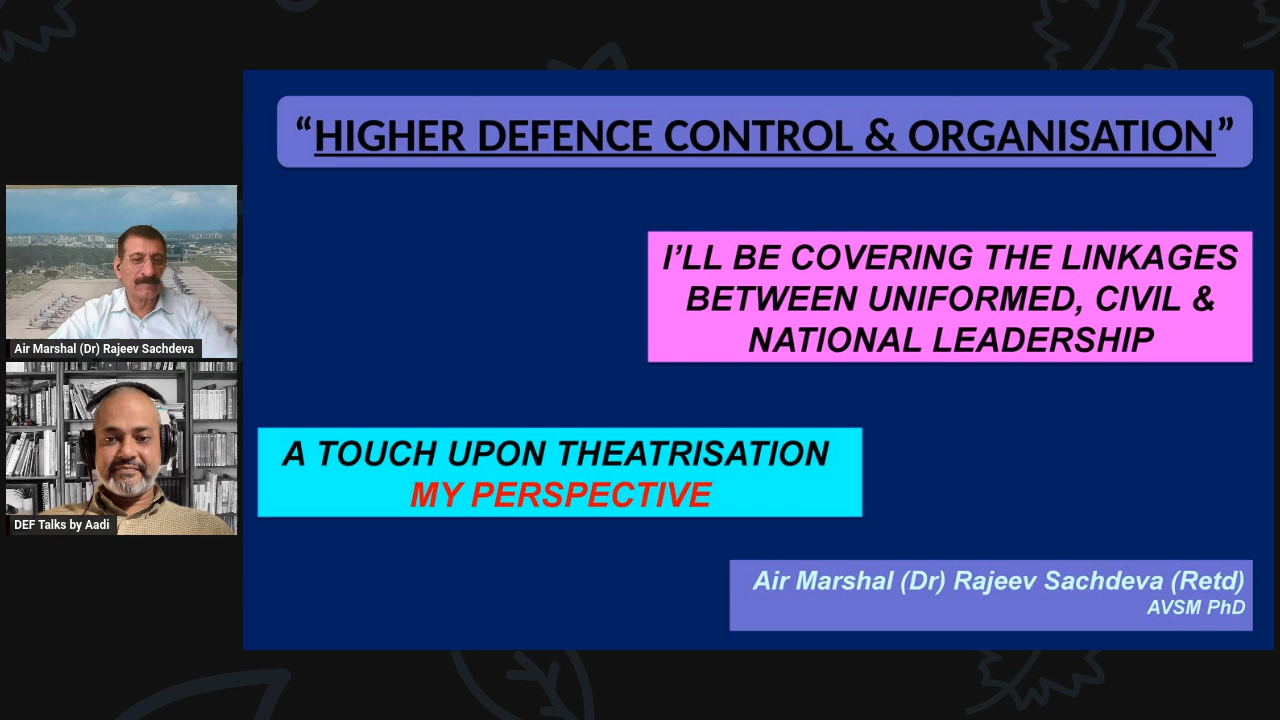 “HIGHER DEFENCE CONTROL & ORGANISATION”
I’LL BE COVERING THE LINKAGES
BETWEEN UNIFORMED, CIVIL &
NATIONAL LEADERSHIP
Air Marshal (Dr) Rajeev Sachdeva
A TOUCH UPON THEATRISATION
MY PERSPECTIVE
DEF Talks by Aadi
Air Marshal (Dr) Rajeev Sachdeva (Retd)
AVSM PhD